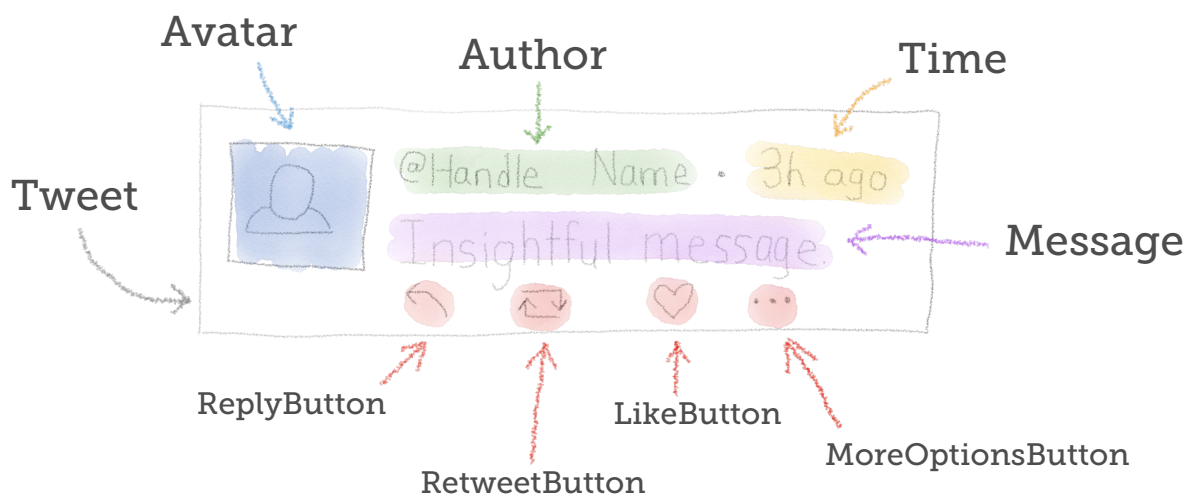 Avatar
Author
Time
@Handle Name · 3h ago
Tweet
Insightful message.
Message
ReplyButton
LikeButton
MoreOptionsButton
RetweetButton